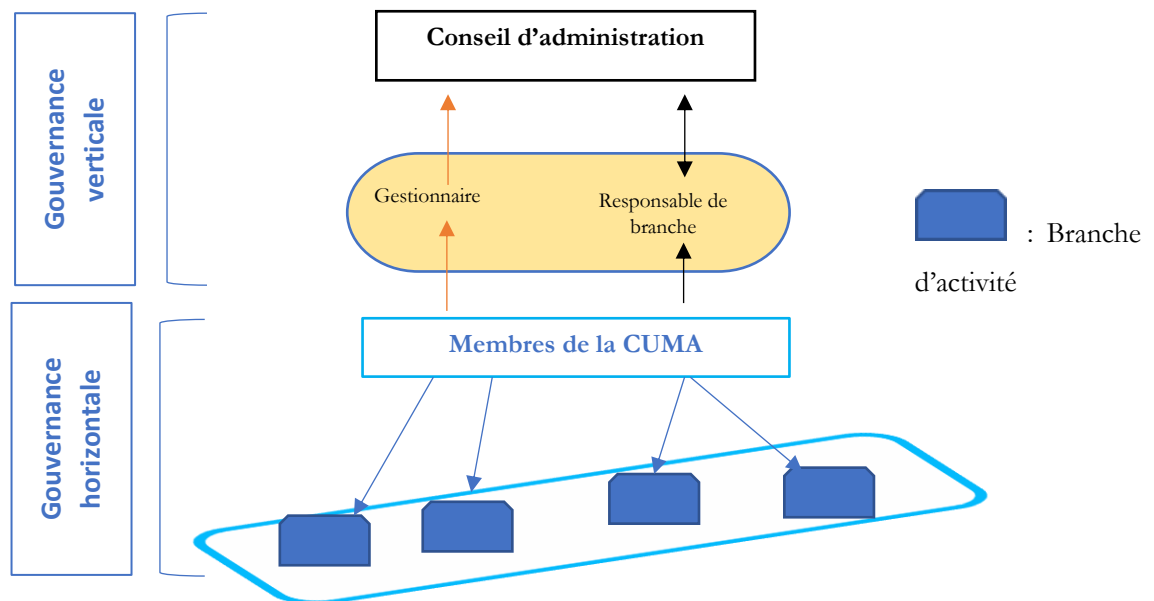 Conseil d’administration
Gouvernance
verticale
Gestionnaire
Responsable de
branche
: Branche
d’activité
Membres de la CUMA
Gouvernance
horizontale